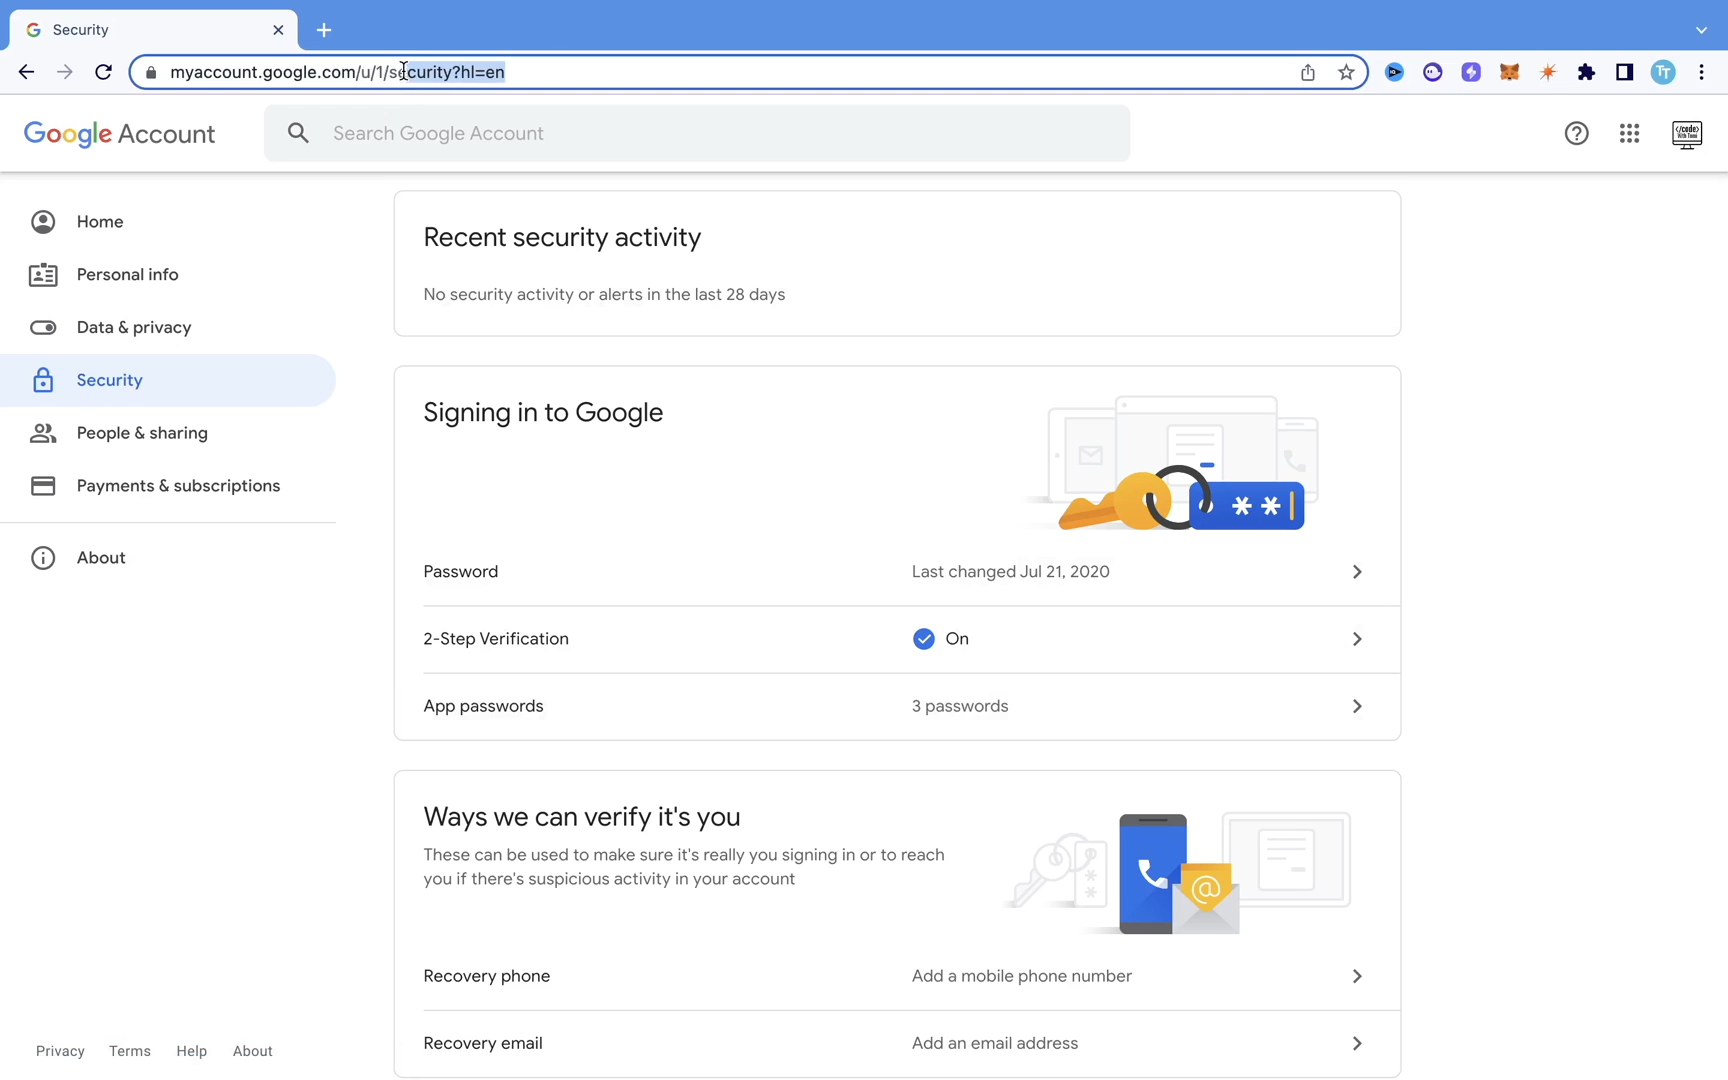 Security
myaccount.google.com/u/1/security?hl=en
TT
Google Account
Search Google Account
</code>
With Tomi
Home
Personal info
Data & privacy
Security
People & sharing
Payments & subscriptions
About
Recent security activity
No security activity or alerts in the last 28 days
Signing in to Google
Password
Last changed Jul 21, 2020
2-Step Verification
On
App passwords
3 passwords
Ways we can verify it's you
These can be used to make sure it's really you signing in or to reach
you if there's suspicious activity in your account
Recovery phone
Add a mobile phone number
Recovery email
Add an email address
Privacy
Terms
Help
About